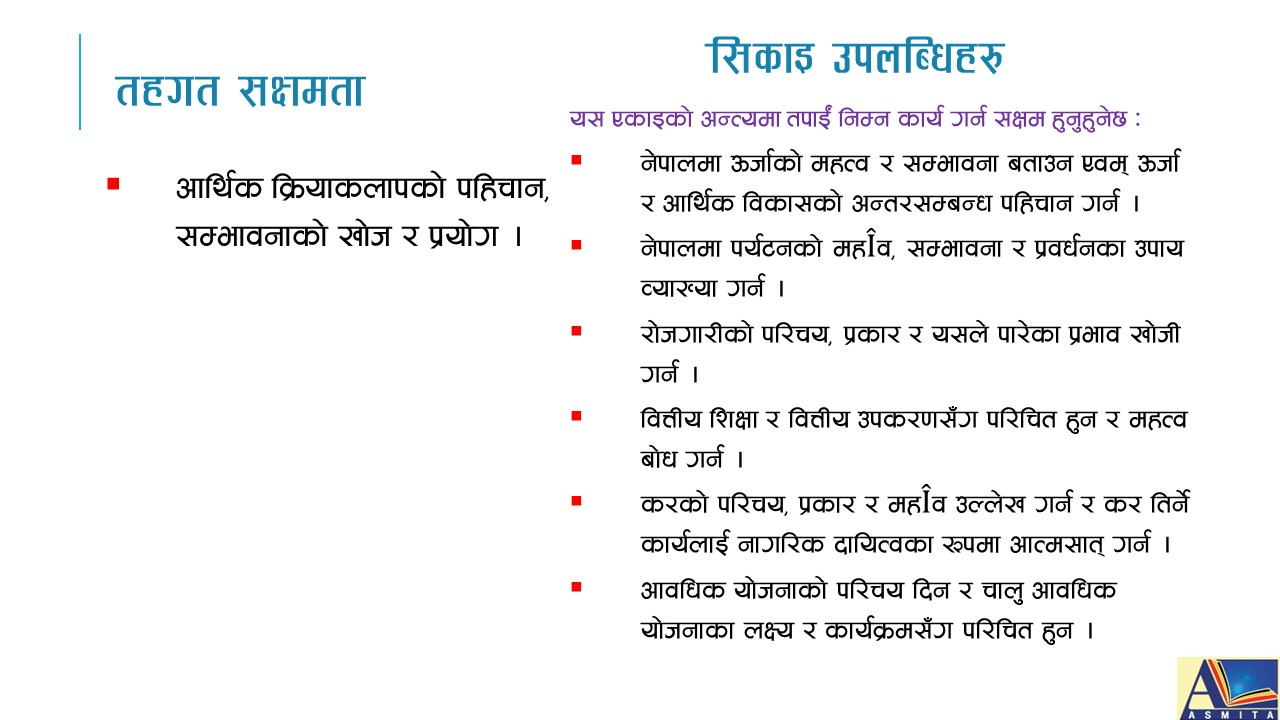 तहगत सक्षमता
आर्थिक क्रियाकलापको पहिचान,
सम्भावनाको खोज र प्रयोग ।
सिकाइ उपलब्धिहरु
यस एकाइको अन्त्यमा तपाईं निम्न कार्य गर्न सक्षम हुनुहुनेछ :
नेपालमा ऊर्जाको महत्व र सम्भावना बताउन एवम् ऊर्जा
र आर्थिक विकासको अन्तरसम्बन्ध पहिचान गर्न ।
नेपालमा पर्यटनको महÎव, सम्भावना र प्रवर्धनका उपाय
व्याख्या गर्न ।
रोजगारीको परिचय, प्रकार र यसले पारेका प्रभाव खोजी
गर्न ।
वित्तीय शिक्षा र वित्तीय उपकरणसँग परिचित हुन र महत्व
बोध गर्न ।
करको परिचय, प्रकार र महÎव उल्लेख गर्न र कर तिर्ने
कार्यलाई नागरिक दायित्वका रुपमा आत्मसात् गर्न ।
आवधिक योजनाको परिचय दिन र चालु आवधिक
योजनाका लक्ष्य र कार्यक्रमसँग परिचित हुन ।
ASMITA